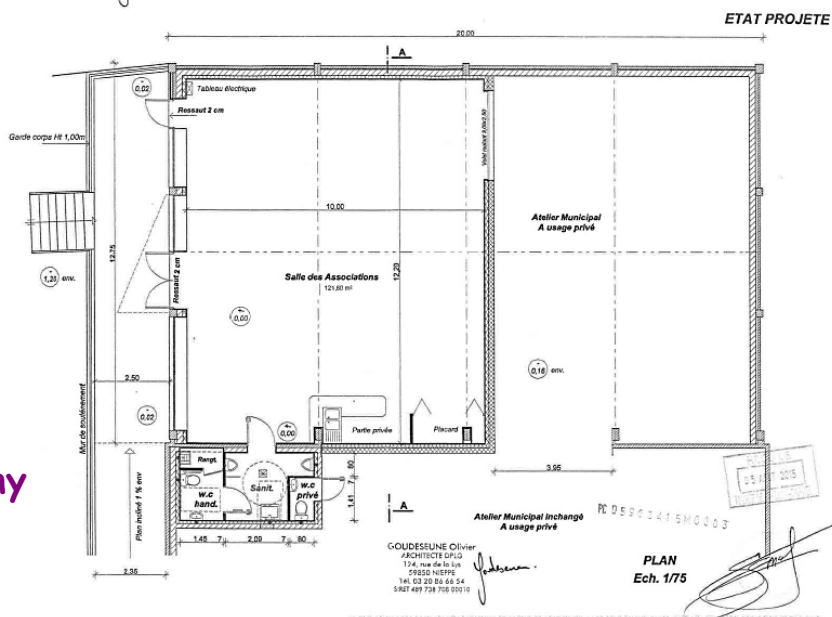 ETAT PROJETE
20.00
A
0,02
Tableau électrique
Ressaut 2 cm
Garde corps Ht 1,00m
10.00
Atelier Municipal
A usage privé
12.75
Ressaut 2 cm
Salle des Associations
121,60 m²
12,20
1,20 env.
0,00
0,16 env.
2.50
Mur de soutènement
0,02
0,00
Partie privée
Placard
Rangt.
w.c
hand.
Sanit.
w.c
privé
80
1.41
3.95
Plan incliné 1 % env
A
Atelier Municipal inchangé
A usage privé
1.45 7 2.00 7 80
2.35
GOUDESEUNE Olivier
ARCHITECTE DPLG
124, rue de la Lys
59850 NIEPPE
Tél. 03 20 86 66 54
PLAN
Ech. 1/75